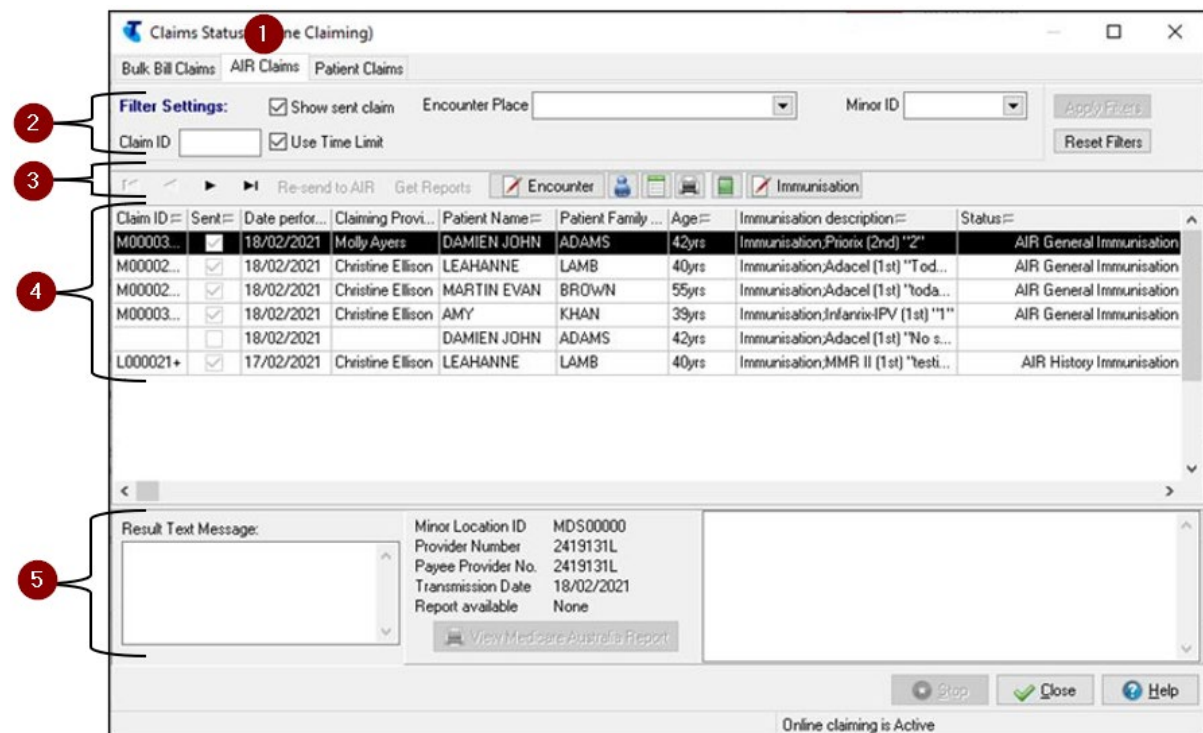 1
Claims Status ne Claiming)
Bulk Bill Claims AIR Claims Patient Claims
2
Filter Settings: Show sent claim Encounter Place Minor ID Apply Filters
Claim ID Use Time Limit Reset Filters
3
Re-send to AIR Get Reports Encounter Immunisation
4
Claim ID Sent Date perfor... Claiming Provi... Patient Name Patient Family ... Age Immunisation description Status
M00003... 18/02/2021 Molly Ayers DAMIEN JOHN ADAMS 42yrs Immunisation;Priorix (2nd) "2" AIR General Immunisation
M00002... 18/02/2021 Christine Ellison LEAHANNE LAMB 40yrs Immunisation;Adacel (1st) "Tod... AIR General Immunisation
M00002... 18/02/2021 Christine Ellison MARTIN EVAN BROWN 55yrs Immunisation;Adacel (1st) "toda... AIR General Immunisation
M00003... 18/02/2021 Christine Ellison AMY KHAN 39yrs Immunisation;Infanrix-IPV (1st) "1" AIR General Immunisation
18/02/2021 DAMIEN JOHN ADAMS 42yrs Immunisation;Adacel (1st) "No s...
L000021+ 17/02/2021 Christine Ellison LEAHANNE LAMB 40yrs Immunisation;MMR II (1st) "testi... AIR History Immunisation
5
Result Text Message:
Minor Location ID MDS00000
Provider Number 2419131L
Payee Provider No. 2419131L
Transmission Date 18/02/2021
Report available None
View Medicare Australia Report
Stop Close Help
Online claiming is Active